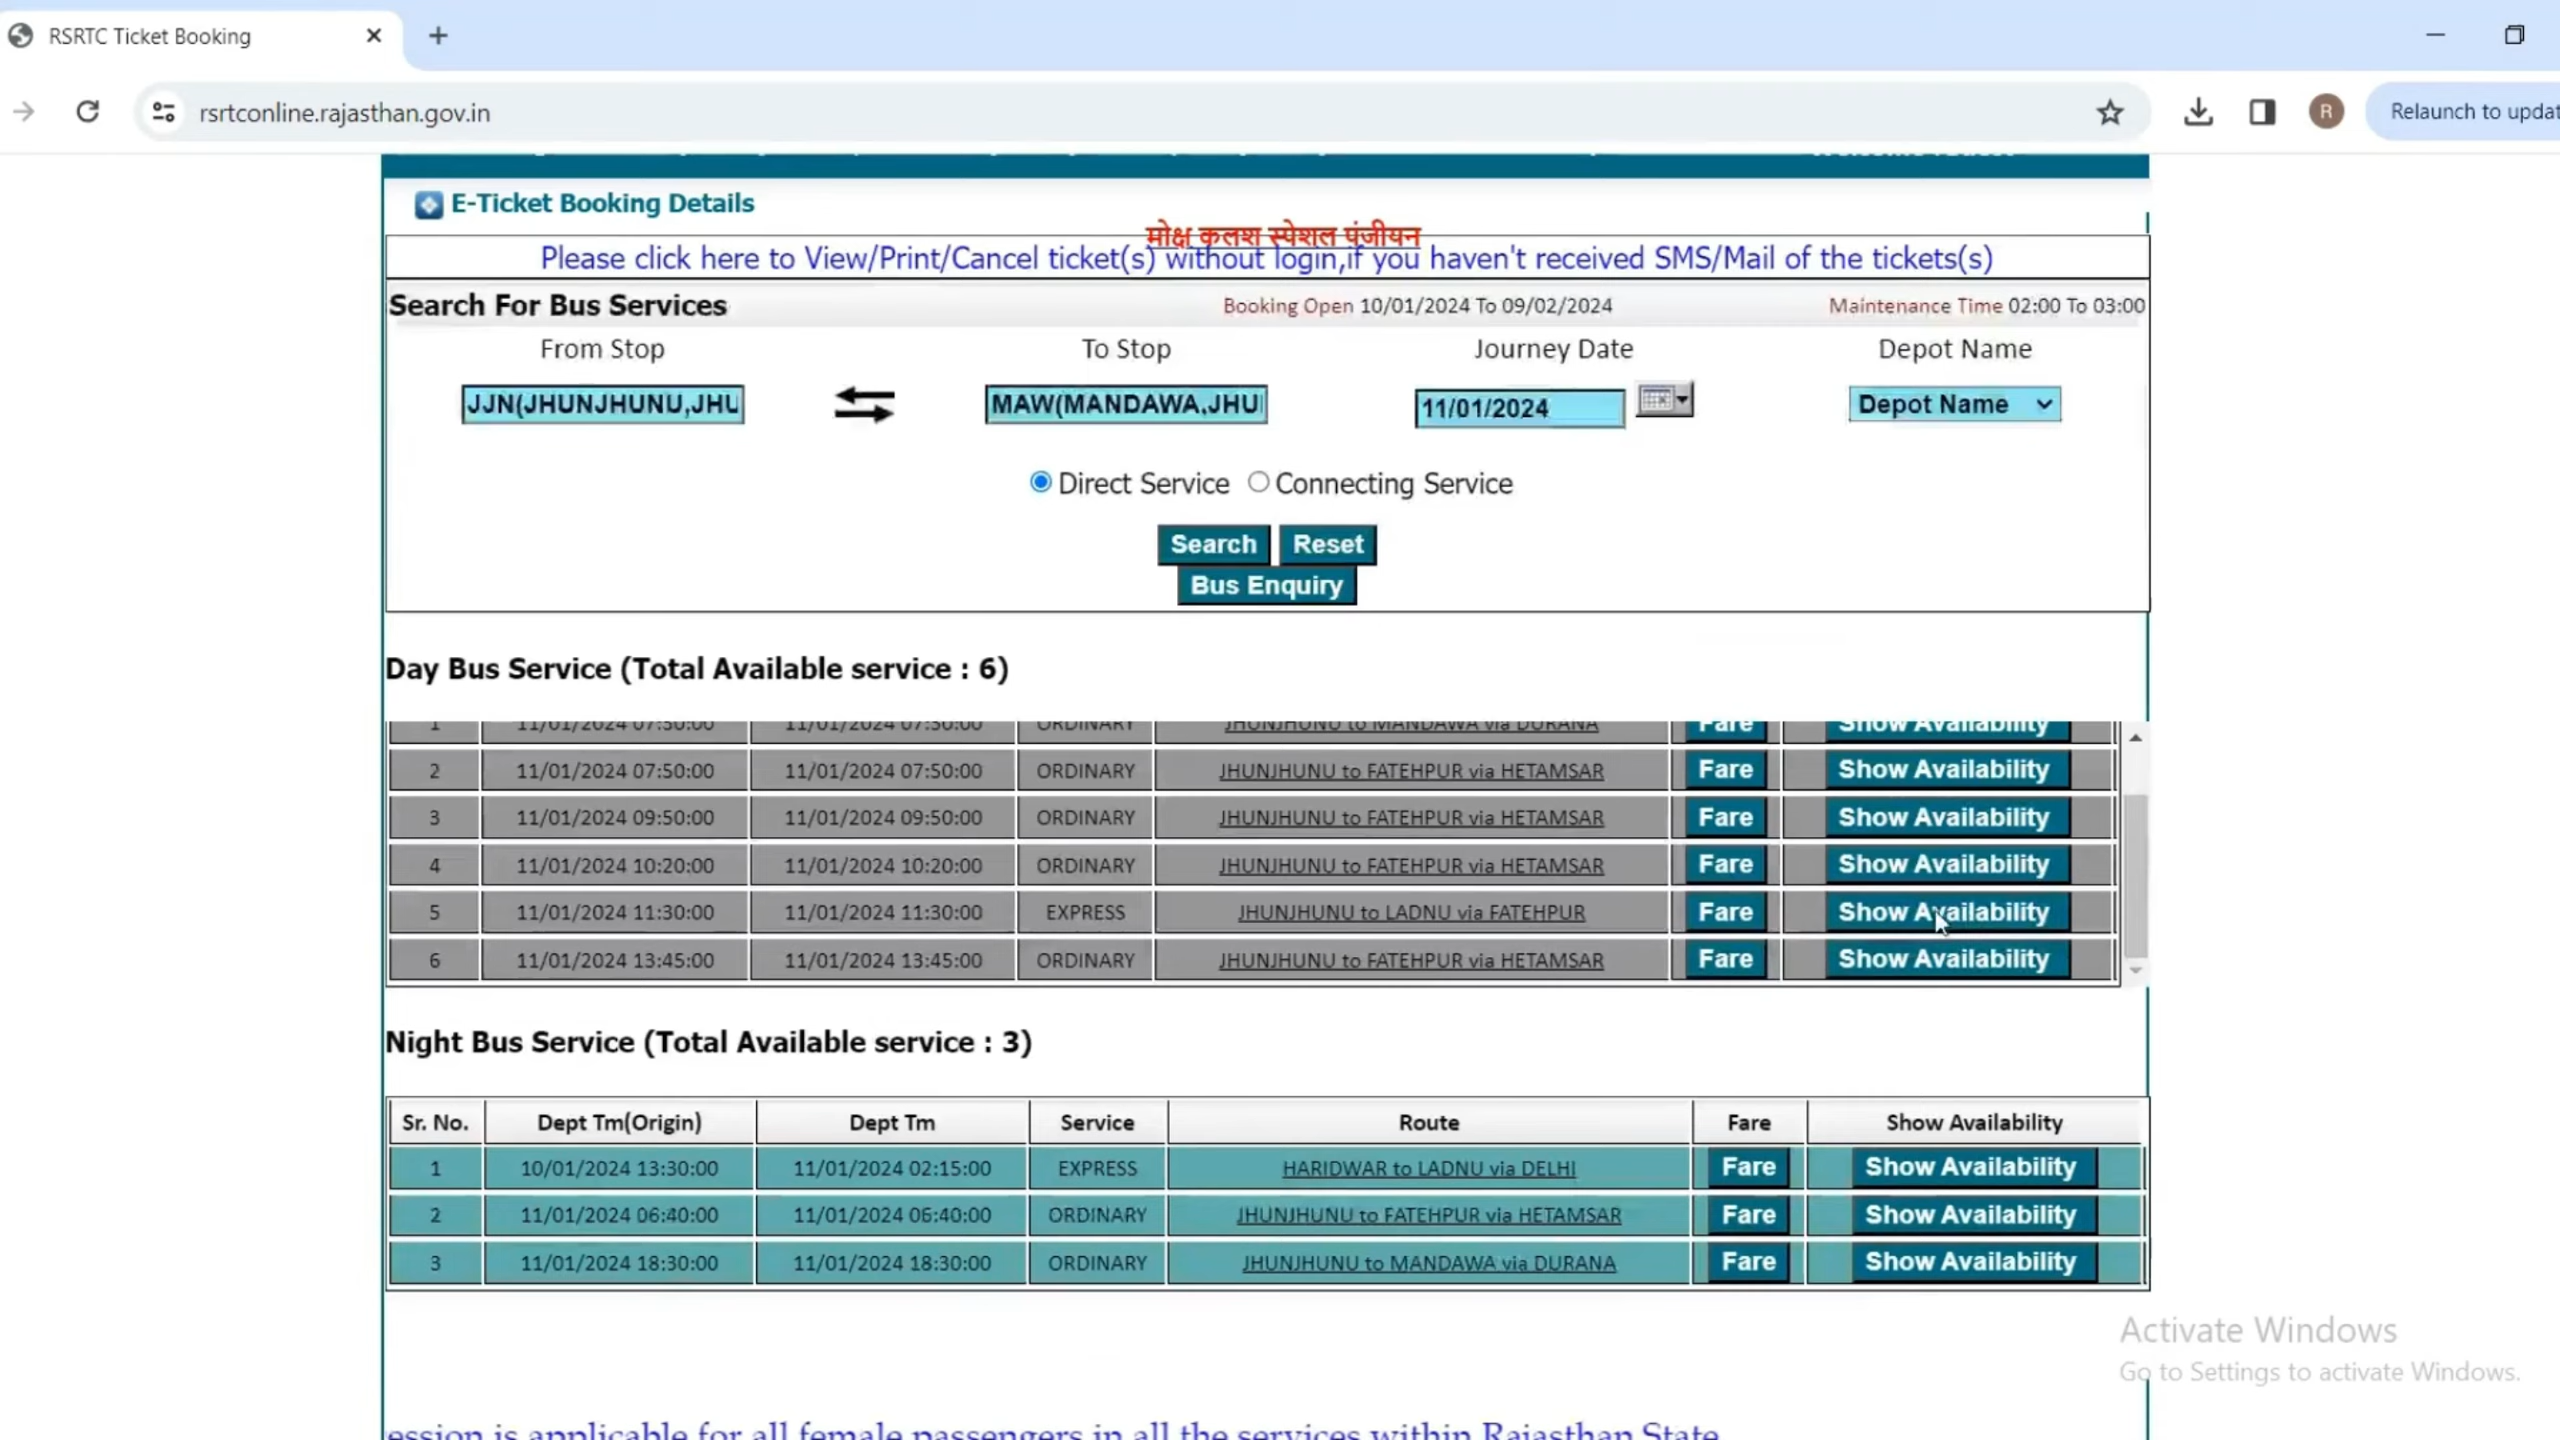 RSRTC Ticket Booking
rsrtconline.rajasthan.gov.in
R
Relaunch to updat
E-Ticket Booking Details
मोक्ष कलश स्पेशल पंजीयन
Please click here to View/Print/Cancel ticket(s) without login,if you haven't received SMS/Mail of the tickets(s)
Search For Bus Services Booking Open 10/01/2024 To 09/02/2024 Maintenance Time 02:00 To 03:00
From Stop To Stop Journey Date Depot Name
JJN(JHUNJHUNU,JHU MAW(MANDAWA,JHU 11/01/2024 Depot Name
Direct Service Connecting Service
Search Reset
Bus Enquiry
Day Bus Service (Total Available service : 6)
1 ORDINARY JHUNJHUNU to MANDAWA via DURANA Fare Show Availability
2 11/01/2024 07:50:00 11/01/2024 07:50:00 ORDINARY JHUNJHUNU to FATEHPUR via HETAMSAR Fare Show Availability
3 11/01/2024 09:50:00 11/01/2024 09:50:00 ORDINARY JHUNJHUNU to FATEHPUR via HETAMSAR Fare Show Availability
4 11/01/2024 10:20:00 11/01/2024 10:20:00 ORDINARY JHUNJHUNU to FATEHPUR via HETAMSAR Fare Show Availability
5 11/01/2024 11:30:00 11/01/2024 11:30:00 EXPRESS JHUNJHUNU to LADNU via FATEHPUR Fare Show Availability
6 11/01/2024 13:45:00 11/01/2024 13:45:00 ORDINARY JHUNJHUNU to FATEHPUR via HETAMSAR Fare Show Availability
Night Bus Service (Total Available service : 3)
Sr. No. Dept Tm(Origin) Dept Tm Service Route Fare Show Availability
1 10/01/2024 13:30:00 11/01/2024 02:15:00 EXPRESS HARIDWAR to LADNU via DELHI Fare Show Availability
2 11/01/2024 06:40:00 11/01/2024 06:40:00 ORDINARY JHUNJHUNU to FATEHPUR via HETAMSAR Fare Show Availability
3 11/01/2024 18:30:00 11/01/2024 18:30:00 ORDINARY JHUNJHUNU to MANDAWA via DURANA Fare Show Availability
Activate Windows
Go to Settings to activate Windows.
ession is applicable for all female passengers in all the services within Rajasthan State